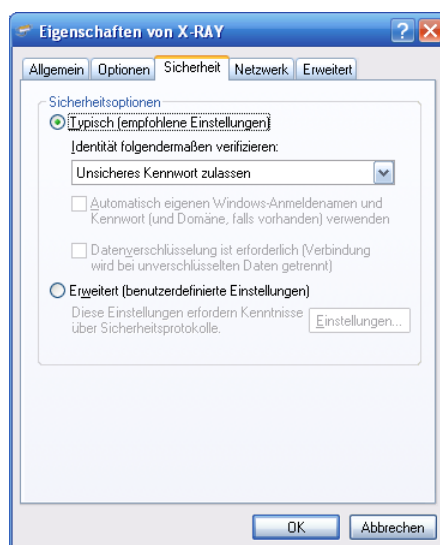 Eigenschaften von X-RAY
Allgemein Optionen Sicherheit Netzwerk Erweitert
Sicherheitsoptionen
Typisch (empfohlene Einstellungen)
Identität folgendermaßen verifizieren:
Unsicheres Kennwort zulassen
Automatisch eigenen Windows-Anmeldenamen und
Kennwort (und Domäne, falls vorhanden) verwenden
Datenverschlüsselung ist erforderlich (Verbindung
wird bei unverschlüsselten Daten getrennt)
Erweitert (benutzerdefinierte Einstellungen)
Diese Einstellungen erfordern Kenntnisse
über Sicherheitsprotokolle.
Einstellungen...
OK Abbrechen